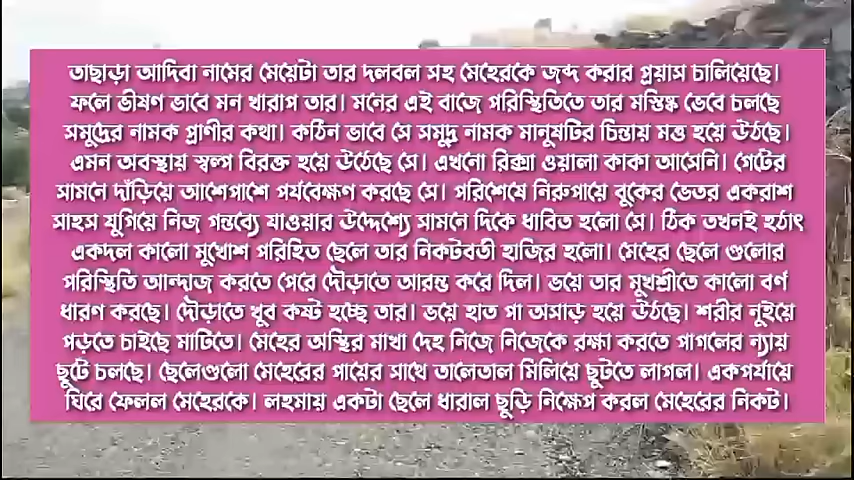 তাছাড়া আদিবা নামের মেয়েটা তার দলবল সহ মেহেরকে জব্দ করার প্রয়াস চালিয়েছে।
ফলে ভীষণ ভাবে মন খারাপ তার। মনের এই বাজে পরিস্থিতিতে তার মস্তিষ্ক ভেবে চলছে
সমুদ্রের নামক প্রাণীর কথা। কঠিন ভাবে সে সমুদ্র নামক মানুষটির চিন্তায় মত্ত হয়ে উঠছে।
এমন অবস্থায় স্বল্প বিরক্ত হয়ে উঠেছে সে। এখনো রিক্সা ওয়ালা কাকা আসেনি। গেটের
সামনে দাঁড়িয়ে আশেপাশে পর্যবেক্ষণ করছে সে। পরিশেষে নিরুপায়ে বুকের ভেতর একরাশ
সাহস যুগিয়ে নিজ গন্তব্যে যাওয়ার উদ্দেশ্যে সামনে দিকে ধাবিত হলো সে। ঠিক তখনই হঠাৎ
একদল কালো মুখোশ পরিহিত ছেলে তার নিকটবর্তী হাজির হলো। মেহের ছেলে গুলোর
পরিস্থিতি আন্দাজ করতে পেরে দৌড়াতে আরম্ভ করে দিল। ভয়ে তার মুখশ্রীতে কালো বর্ণ
ধারণ করছে। দৌড়াতে খুব কষ্ট হচ্ছে তার। ভয়ে হাত পা অসাড় হয়ে উঠছে। শরীর নুইয়ে
পড়তে চাইছে মাটিতে। মেহের অস্থির মাখা দেহ নিজে নিজেকে রক্ষা করতে পাগলের ন্যায়
ছুটে চলছে। ছেলেগুলো মেহেরের পায়ের সাথে তালেতাল মিলিয়ে ছুটতে লাগল। একপর্যায়ে
ঘিরে ফেলল মেহেরকে। লহমায় একটা ছেলে ধারাল ছুড়ি নিক্ষেপ করল মেহেরের নিকট।